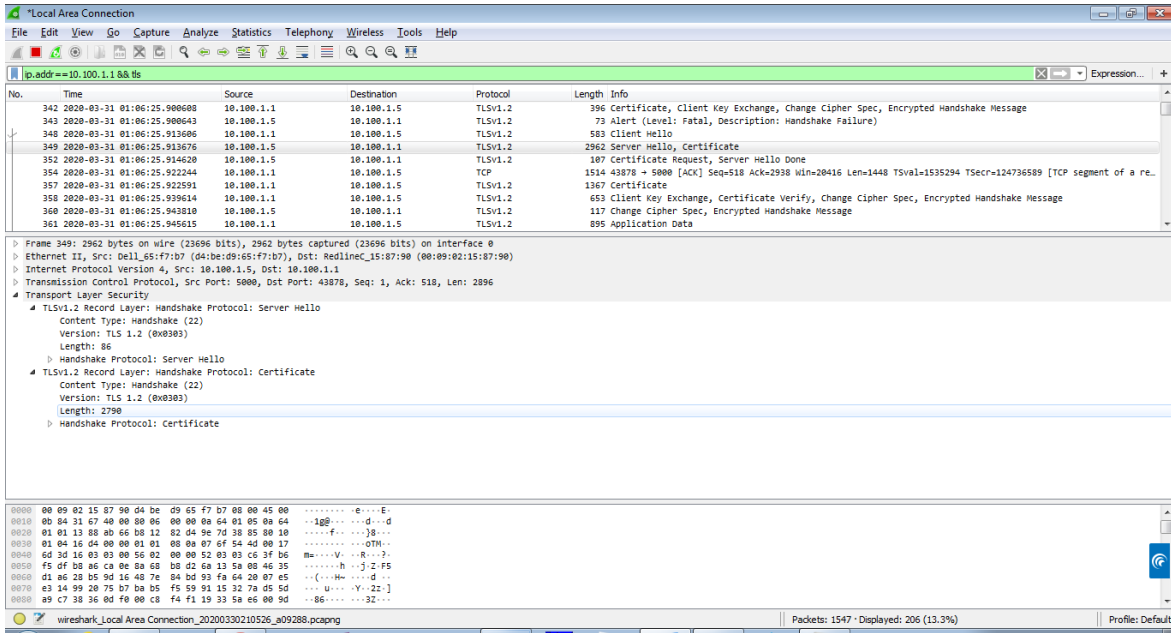 *Local Area Connection
File Edit View Go Capture Analyze Statistics Telephony Wireless Tools Help
ip.addr==10.100.1.1 && tls
Expression... +
No. Time Source Destination Protocol Length Info
342 2020-03-31 01:06:25.900608 10.100.1.1 10.100.1.5 TLSv1.2 396 Certificate, Client Key Exchange, Change Cipher Spec, Encrypted Handshake Message
343 2020-03-31 01:06:25.900643 10.100.1.5 10.100.1.1 TLSv1.2 73 Alert (Level: Fatal, Description: Handshake Failure)
348 2020-03-31 01:06:25.913606 10.100.1.1 10.100.1.5 TLSv1.2 583 Client Hello
349 2020-03-31 01:06:25.913676 10.100.1.5 10.100.1.1 TLSv1.2 2962 Server Hello, Certificate
352 2020-03-31 01:06:25.914620 10.100.1.5 10.100.1.1 TLSv1.2 107 Certificate Request, Server Hello Done
354 2020-03-31 01:06:25.922244 10.100.1.1 10.100.1.5 TCP 1514 43878 → 5000 [ACK] Seq=518 Ack=2938 Win=20416 Len=1448 TSval=1535294 TSecr=124736589 [TCP segment of a re…
357 2020-03-31 01:06:25.922591 10.100.1.1 10.100.1.5 TLSv1.2 1367 Certificate
358 2020-03-31 01:06:25.939614 10.100.1.1 10.100.1.5 TLSv1.2 653 Client Key Exchange, Certificate Verify, Change Cipher Spec, Encrypted Handshake Message
360 2020-03-31 01:06:25.943810 10.100.1.5 10.100.1.1 TLSv1.2 117 Change Cipher Spec, Encrypted Handshake Message
361 2020-03-31 01:06:25.945615 10.100.1.1 10.100.1.5 TLSv1.2 895 Application Data
Frame 349: 2962 bytes on wire (23696 bits), 2962 bytes captured (23696 bits) on interface 0
Ethernet II, Src: Dell_65:f7:b7 (d4:be:d9:65:f7:b7), Dst: RedlineC_15:87:90 (00:09:02:15:87:90)
Internet Protocol Version 4, Src: 10.100.1.5, Dst: 10.100.1.1
Transmission Control Protocol, Src Port: 5000, Dst Port: 43878, Seq: 1, Ack: 518, Len: 2896
Transport Layer Security
TLSv1.2 Record Layer: Handshake Protocol: Server Hello
Content Type: Handshake (22)
Version: TLS 1.2 (0x0303)
Length: 86
Handshake Protocol: Server Hello
TLSv1.2 Record Layer: Handshake Protocol: Certificate
Content Type: Handshake (22)
Version: TLS 1.2 (0x0303)
Length: 2790
Handshake Protocol: Certificate
0000 00 09 02 15 87 90 d4 be d9 65 f7 b7 08 00 45 00 ········ ·e····E·
0010 0b 84 31 67 40 00 80 06 00 00 0a 64 01 05 0a 64 ··1g@··· ···d···d
0020 01 01 13 88 ab 66 b8 12 82 d4 9e 7d 38 85 80 10 ·····f·· ···}8···
0030 01 04 16 d4 00 00 01 01 08 0a 07 6f 54 4d 00 17 ········ ···oTM··
0040 6d 3d 16 03 03 00 56 02 00 00 52 03 03 c6 3f b6 m=····V· ··R···?·
0050 f5 df b8 a6 ca 0e 8a 68 b8 d2 6a 13 5a 08 46 35 ·······h ··j·Z·F5
0060 d1 a6 28 b5 9d 16 48 7e 84 bd 93 fa 64 20 07 e5 ··(···H~ ····d ··
0070 e3 14 99 20 75 b7 ba b5 f5 59 91 15 32 7a d5 5d ··· u··· ·Y··2z·]
0080 a9 c7 38 36 0d f0 00 c8 f4 f1 19 33 5a e6 00 9d ··86···· ···3Z···
wireshark_Local Area Connection_20200330210526_a09288.pcapng
Packets: 1547 · Displayed: 206 (13.3%)
Profile: Default